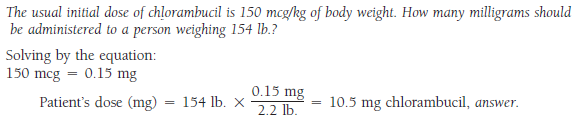 The usual initial dose of chlorambucil is 150 mcg/kg of body weight. How many milligrams should
be administered to a person weighing 154 lb.?
Solving by the equation:
150 mcg = 0.15 mg
Patient's dose (mg) = 154 lb. × 0.15 mg / 2.2 lb. = 10.5 mg chlorambucil, answer.